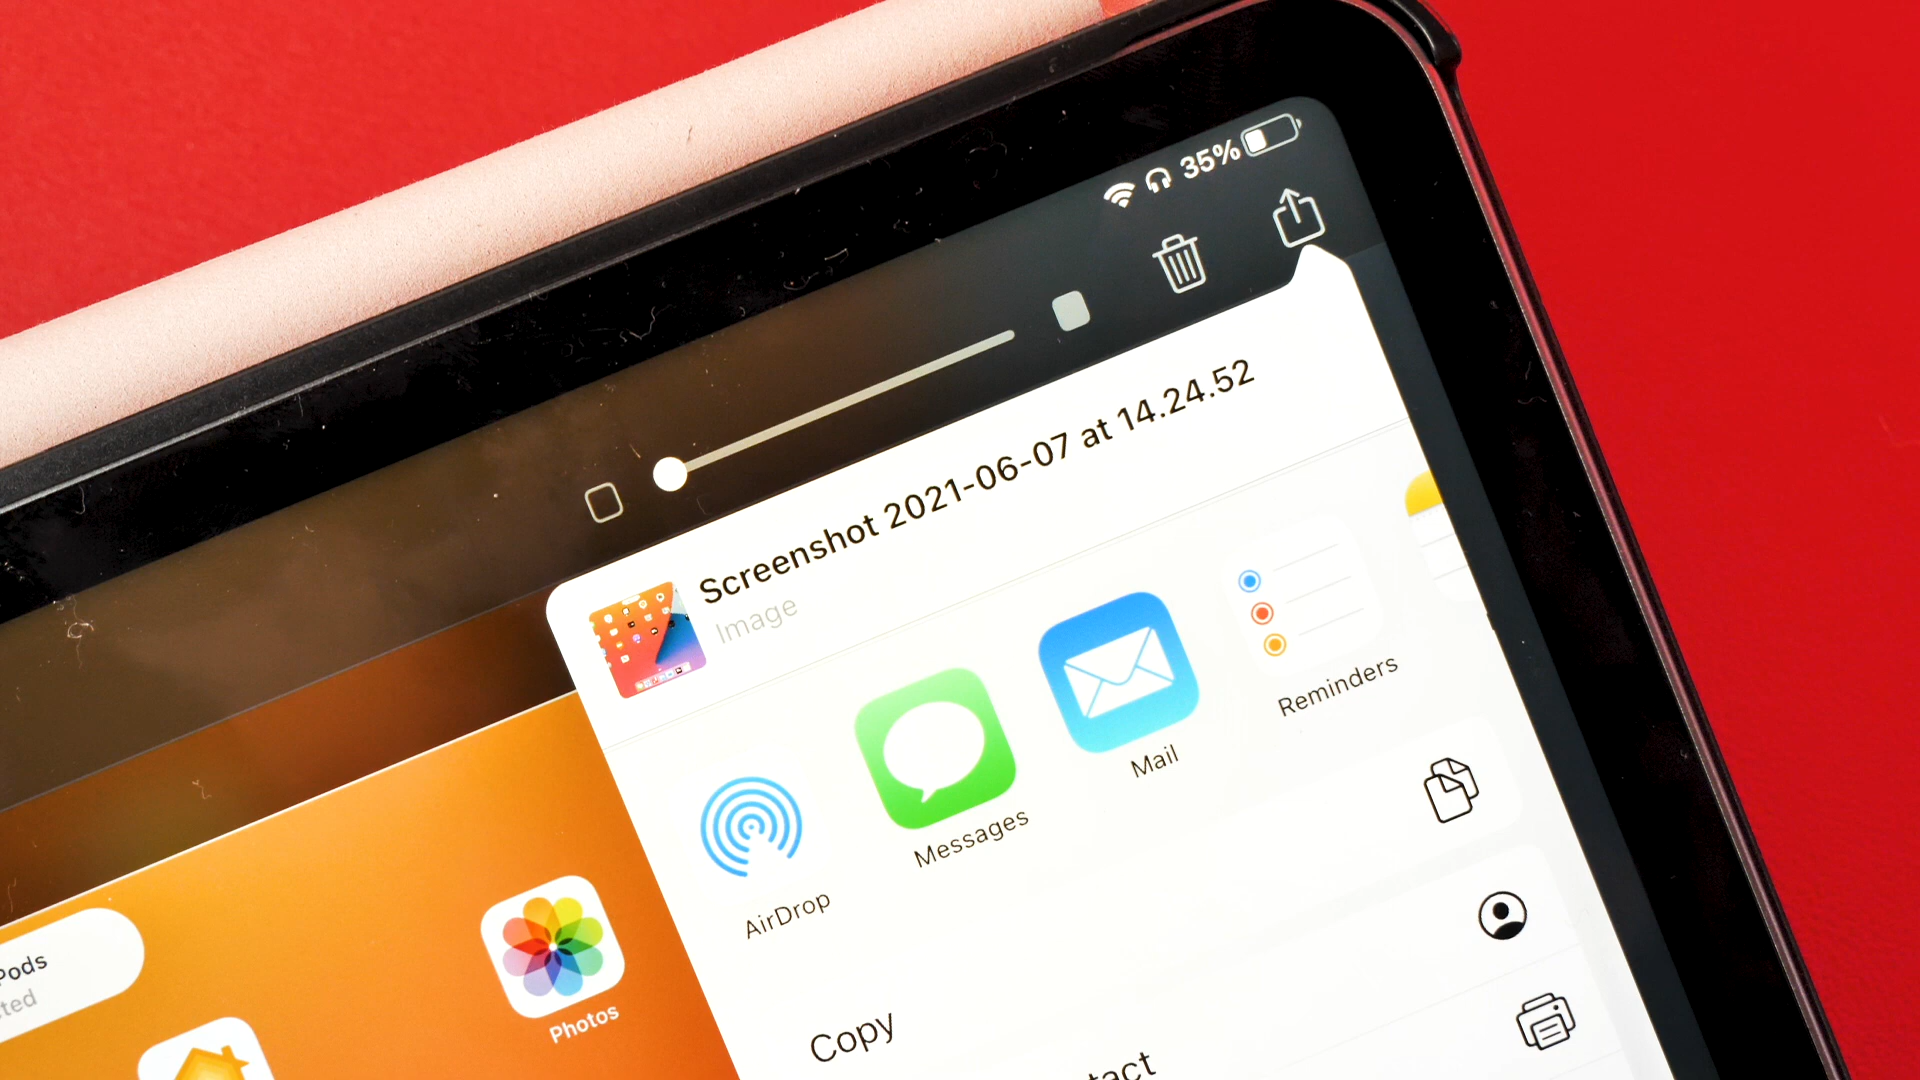 35%
Screenshot 2021-06-07 at 14.24.52
Image
AirDrop
Messages
Mail
Reminders
Photos
Copy